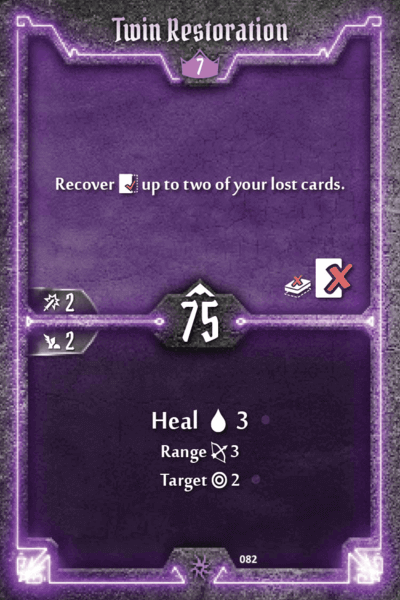 Twin Restoration
7
Recover up to two of your lost cards.
2
75
2
Heal 3
Range 3
Target 2
082